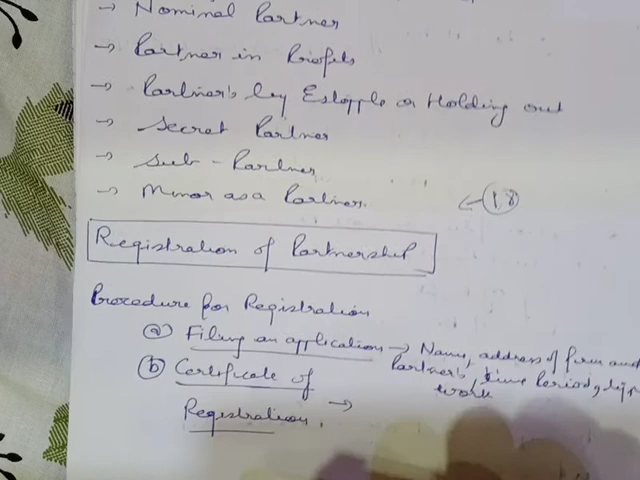 → Nominal Partner
→ Partner in Profits
→ Partner's by Estopple or Holding out
→ Secret Partner
→ Sub-Partner
→ Minor as a Partner.
18
Registration of Partnership
Procedure for Registration
(a) Filing an application → Name, address of firm and
Partner's, time Period,
work
(b) Certificate of →
Registration.